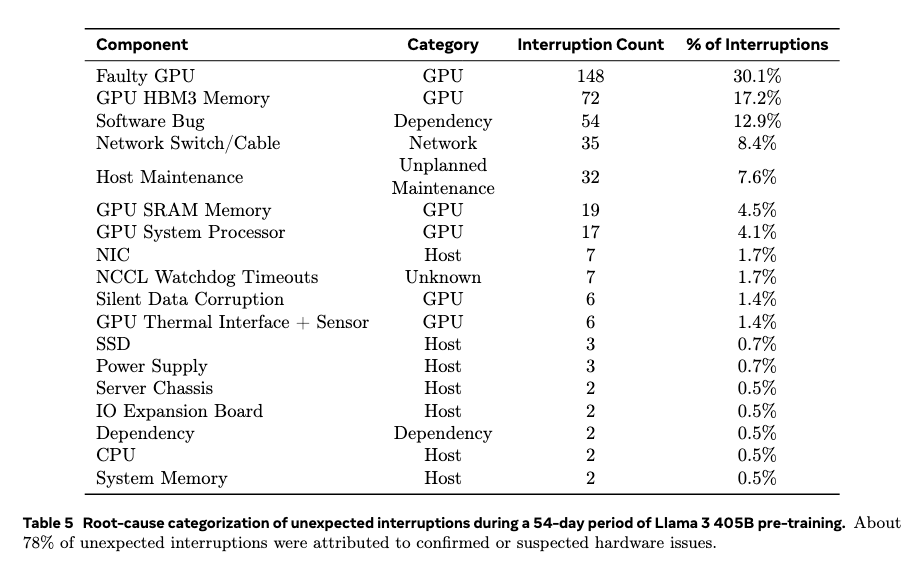 Component Category Interruption Count % of Interruptions
Faulty GPU GPU 148 30.1%
GPU HBM3 Memory GPU 72 17.2%
Software Bug Dependency 54 12.9%
Network Switch/Cable Network 35 8.4%
Host Maintenance Unplanned Maintenance 32 7.6%
GPU SRAM Memory GPU 19 4.5%
GPU System Processor GPU 17 4.1%
NIC Host 7 1.7%
NCCL Watchdog Timeouts Unknown 7 1.7%
Silent Data Corruption GPU 6 1.4%
GPU Thermal Interface + Sensor GPU 6 1.4%
SSD Host 3 0.7%
Power Supply Host 3 0.7%
Server Chassis Host 2 0.5%
IO Expansion Board Host 2 0.5%
Dependency Dependency 2 0.5%
CPU Host 2 0.5%
System Memory Host 2 0.5%
Table 5 Root-cause categorization of unexpected interruptions during a 54-day period of Llama 3 405B pre-training. About
78% of unexpected interruptions were attributed to confirmed or suspected hardware issues.